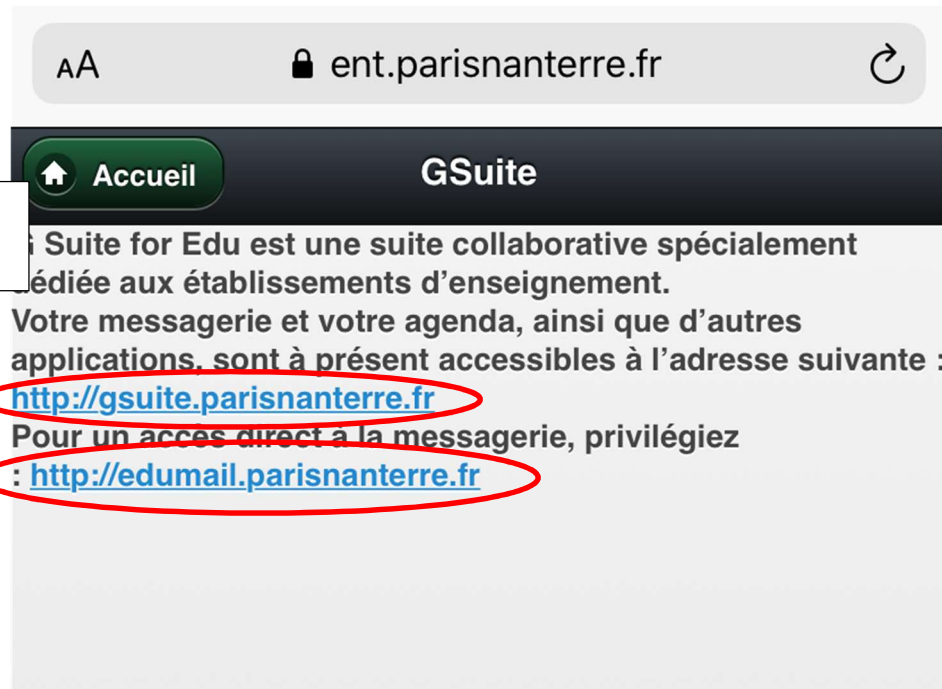 AA ent.parisnanterre.fr
Accueil GSuite
G Suite for Edu est une suite collaborative spécialement
dédiée aux établissements d'enseignement.
Votre messagerie et votre agenda, ainsi que d'autres
applications, sont à présent accessibles à l'adresse suivante :
http://gsuite.parisnanterre.fr
Pour un accès direct à la messagerie, privilégiez
: http://edumail.parisnanterre.fr